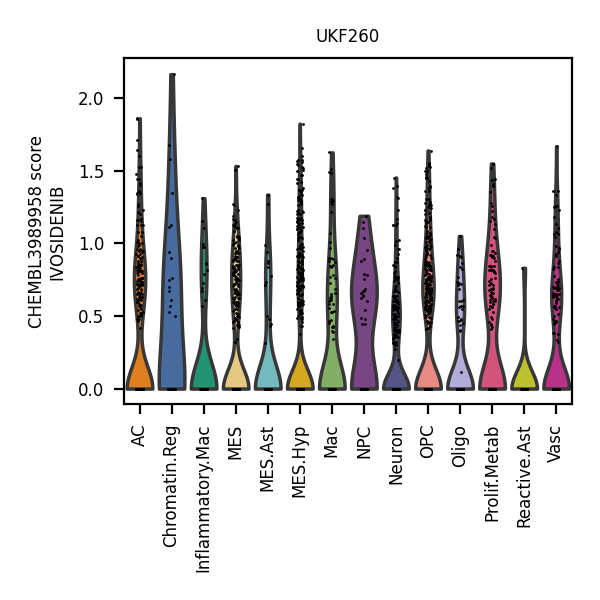 UKF260
CHEMBL3989958 score
IVOSIDENIB
2.0
1.5
1.0
0.5
0.0
AC
Chromatin.Reg
Inflammatory.Mac
MES
MES.Ast
MES.Hyp
Mac
NPC
Neuron
OPC
Oligo
Prolif.Metab
Reactive.Ast
Vasc